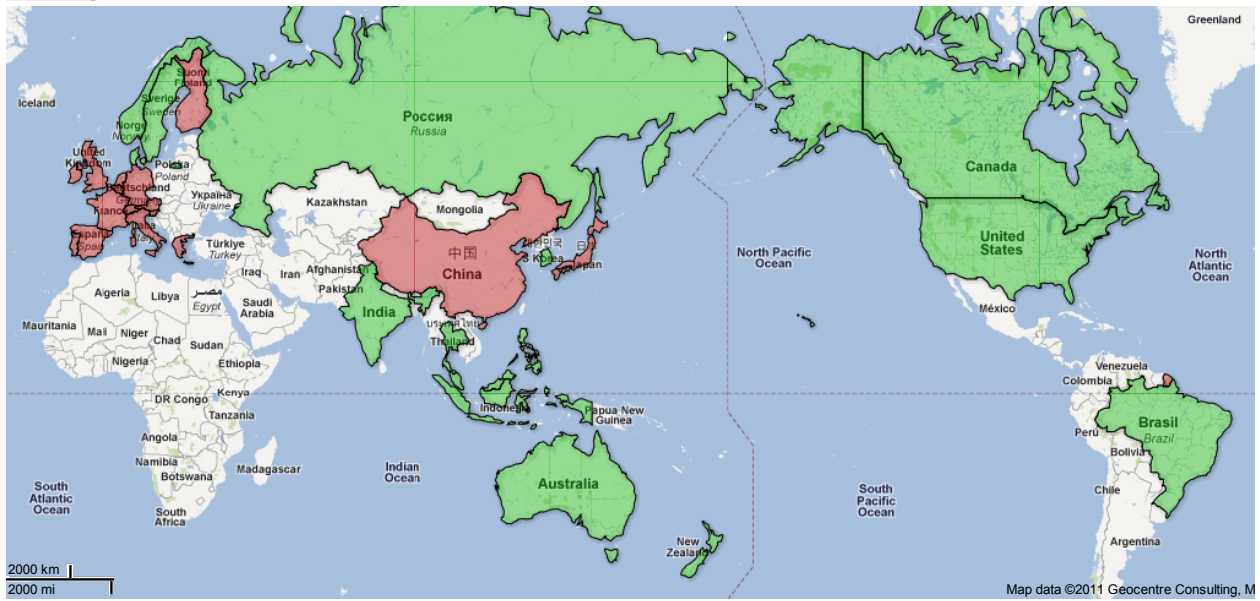 Greenland
Iceland
Suomi
Finland
Sverige
Sweden
Norge
Norway
Россия
Russia
Canada
United
Kingdom
Polska
Poland
Deutschland
Germany
Україна
Ukraine
France
Italia
Italy
España
Spain
Kazakhstan
Mongolia
United
States
Türkiye
Turkey
中国
China
S Korea
Japan
North Pacific
Ocean
North
Atlantic
Ocean
Iraq
Iran
Afghanistan
Pakistan
Algeria
Libya
مصر
Egypt
Saudi
Arabia
India
México
Mauritania
Mali
Niger
Chad
Sudan
Thailand
Nigeria
Ethiopia
Venezuela
Colombia
DR Congo
Kenya
Tanzania
Indonesia
Papua New
Guinea
Brasil
Brazil
Perú
Angola
Bolivia
Namibia
Botswana
Madagascar
Indian
Ocean
Australia
South
Atlantic
Ocean
South
Pacific
Ocean
Chile
South
Africa
New
Zealand
Argentina
2000 km
2000 mi
Map data ©2011 Geocentre Consulting, M